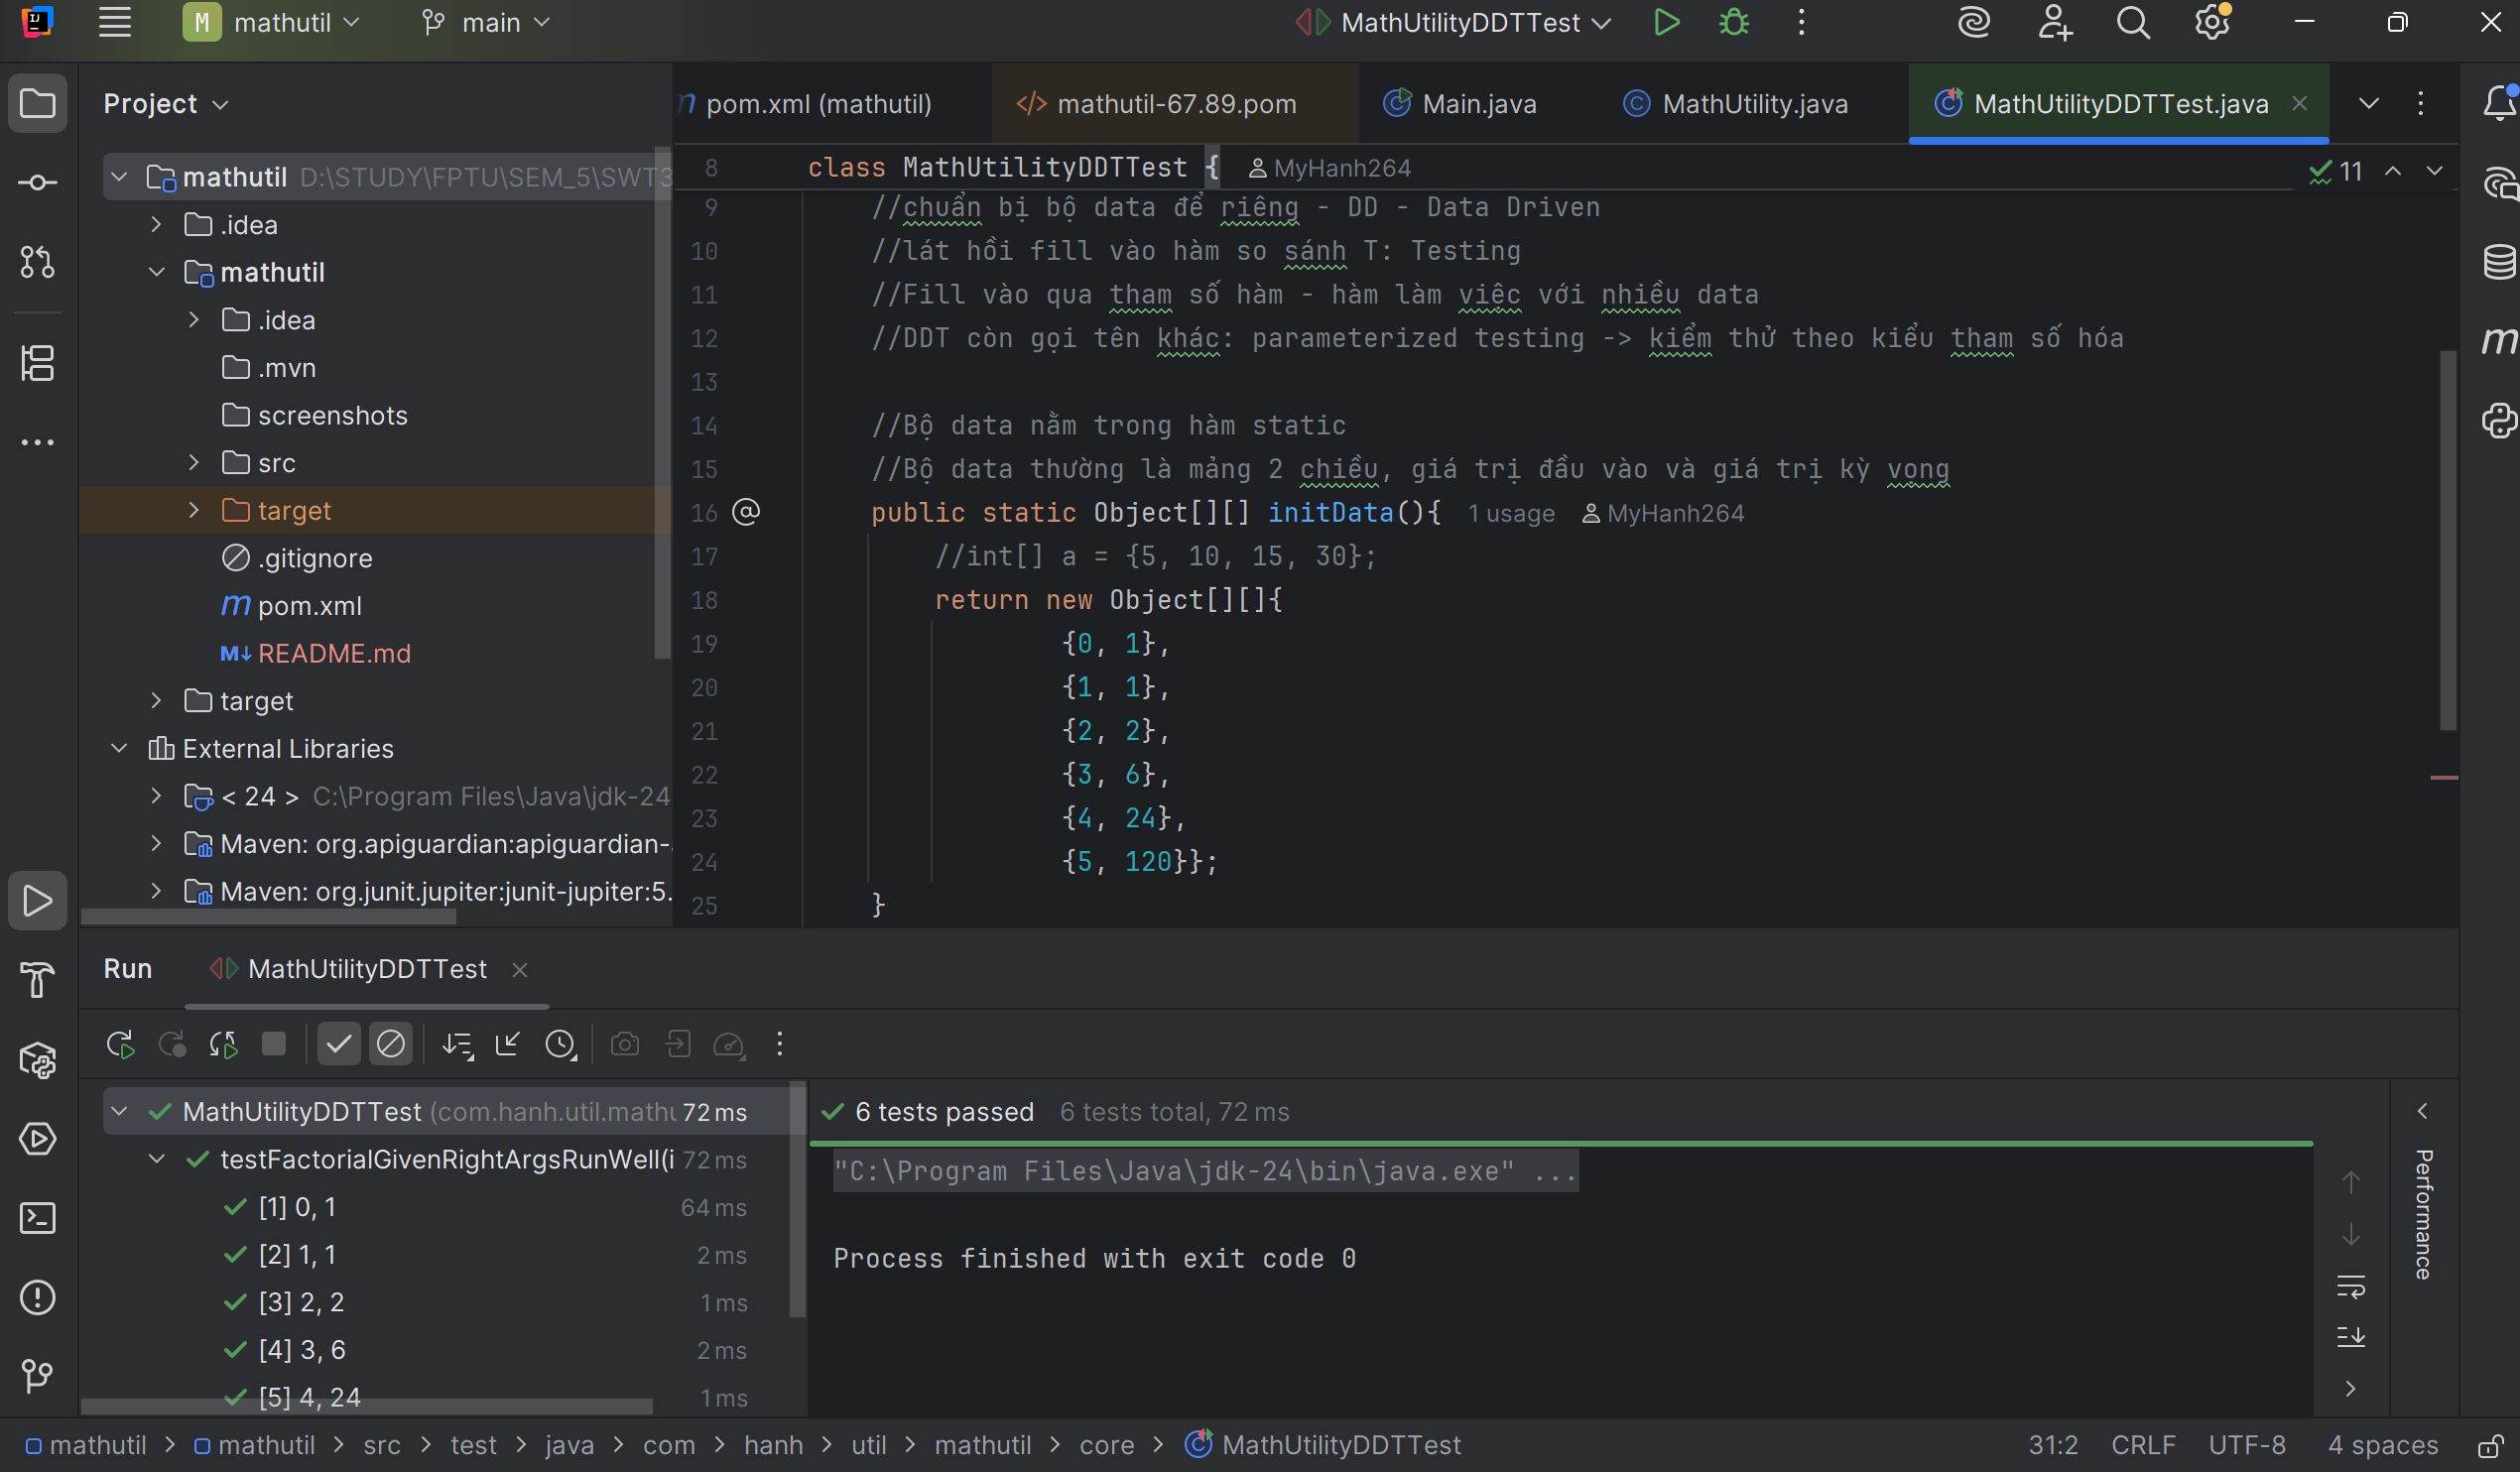 M mathutil main MathUtilityDDTTest
Project
pom.xml (mathutil) mathutil-67.89.pom Main.java MathUtility.java MathUtilityDDTTest.java
mathutil D:\STUDY\FPTU\SEM_5\SWT3
.idea
mathutil
.idea
.mvn
screenshots
src
target
.gitignore
pom.xml
README.md
target
External Libraries
< 24 > C:\Program Files\Java\jdk-24
Maven: org.apiguardian:apiguardian-
Maven: org.junit.jupiter:junit-jupiter:5.
8 class MathUtilityDDTTest { MyHanh264
11
9 //chuẩn bị bộ data để riêng - DD - Data Driven
10 //lát hồi fill vào hàm so sánh T: Testing
11 //Fill vào qua tham số hàm - hàm làm việc với nhiều data
12 //DDT còn gọi tên khác: parameterized testing -> kiểm thử theo kiểu tham số hóa
13
14 //Bộ data nằm trong hàm static
15 //Bộ data thường là mảng 2 chiều, giá trị đầu vào và giá trị kỳ vọng
16 public static Object[][] initData(){ 1 usage MyHanh264
17 //int[] a = {5, 10, 15, 30};
18 return new Object[][]{
19 {0, 1},
20 {1, 1},
21 {2, 2},
22 {3, 6},
23 {4, 24},
24 {5, 120}};
25 }
Run MathUtilityDDTTest
MathUtilityDDTTest (com.hanh.util.mathu 72 ms
testFactorialGivenRightArgsRunWell(i 72 ms
[1] 0, 1 64 ms
[2] 1, 1 2 ms
[3] 2, 2 1 ms
[4] 3, 6 2 ms
[5] 4, 24 1 ms
6 tests passed 6 tests total, 72 ms
"C:\Program Files\Java\jdk-24\bin\java.exe" ...
Process finished with exit code 0
Performance
mathutil > mathutil > src > test > java > com > hanh > util > mathutil > core > MathUtilityDDTTest
31:2 CRLF UTF-8 4 spaces